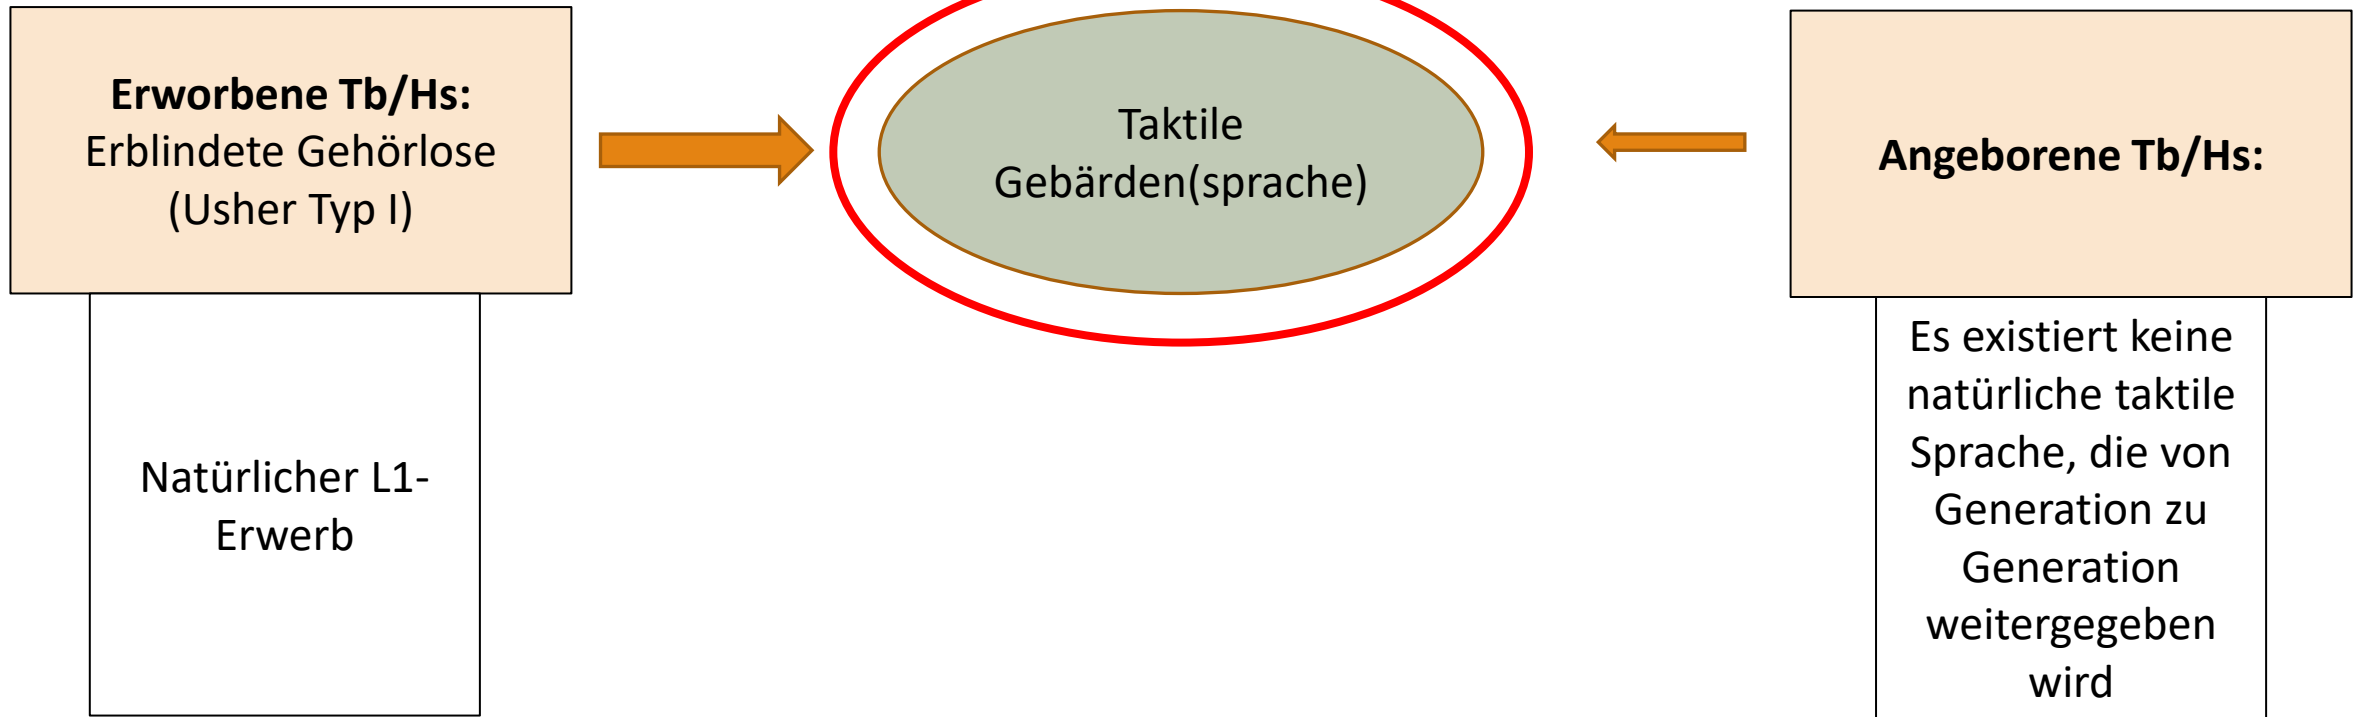 Erworbene Tb/Hs:
Erblindete Gehörlose
(Usher Typ I)
Natürlicher L1-
Erwerb
Taktile
Gebärden(sprache)
Angeborene Tb/Hs:
Es existiert keine
natürliche taktile
Sprache, die von
Generation zu
Generation
weitergegeben
wird